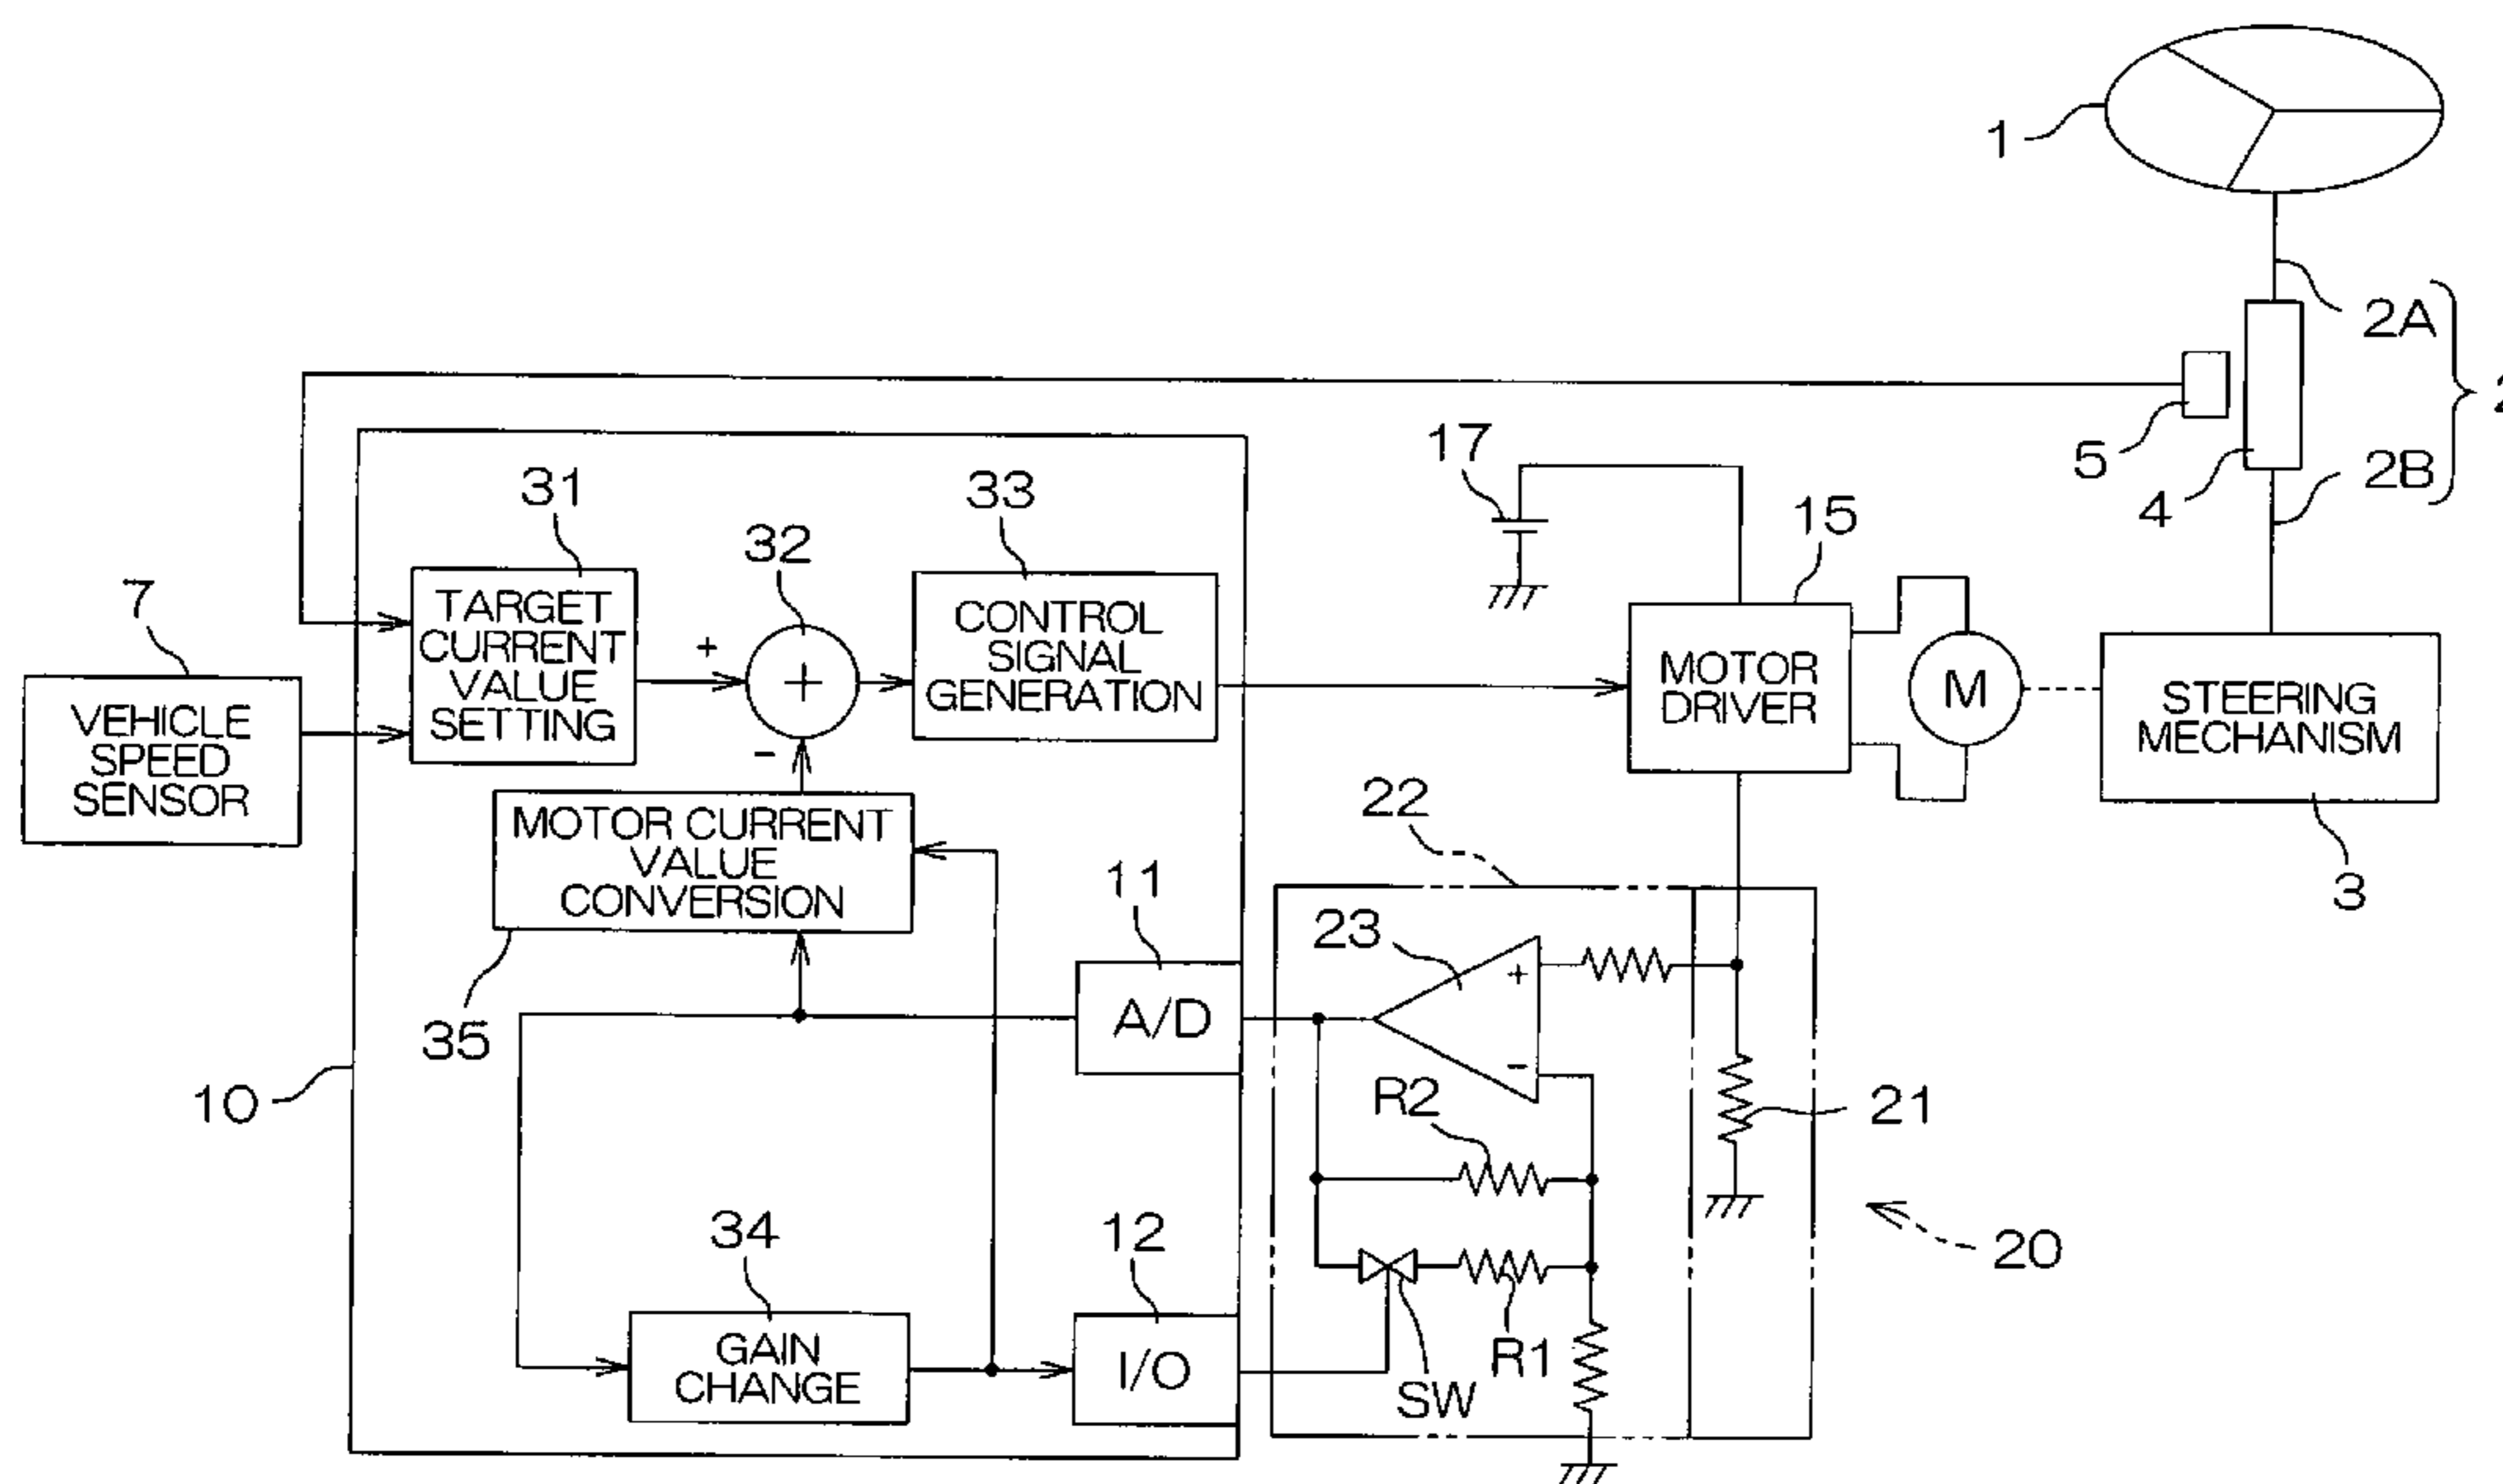 1
2A
2
5
17
2B
4
31
33
15
32
7
TARGET
CURRENT
VALUE
SETTING
+
+
-
CONTROL
SIGNAL
GENERATION
MOTOR
DRIVER
M
STEERING
MECHANISM
VEHICLE
SPEED
SENSOR
22
MOTOR CURRENT
VALUE
CONVERSION
11
3
23
+
-
A/D
35
10
R2
21
34
12
20
GAIN
CHANGE
I/O
R1
SW